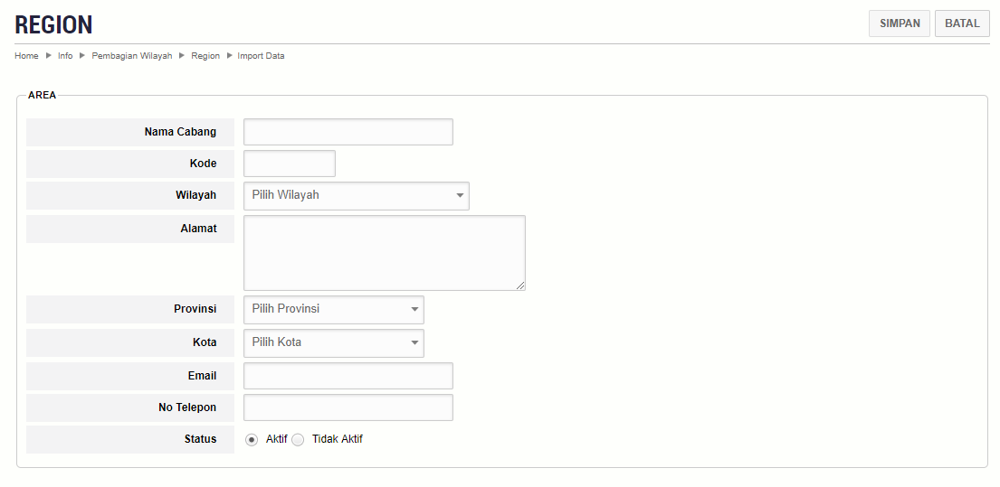 REGION
SIMPAN BATAL
Home Info Pembagian Wilayah Region Import Data
AREA
Nama Cabang
Kode
Wilayah Pilih Wilayah
Alamat
Provinsi Pilih Provinsi
Kota Pilih Kota
Email
No Telepon
Status Aktif Tidak Aktif